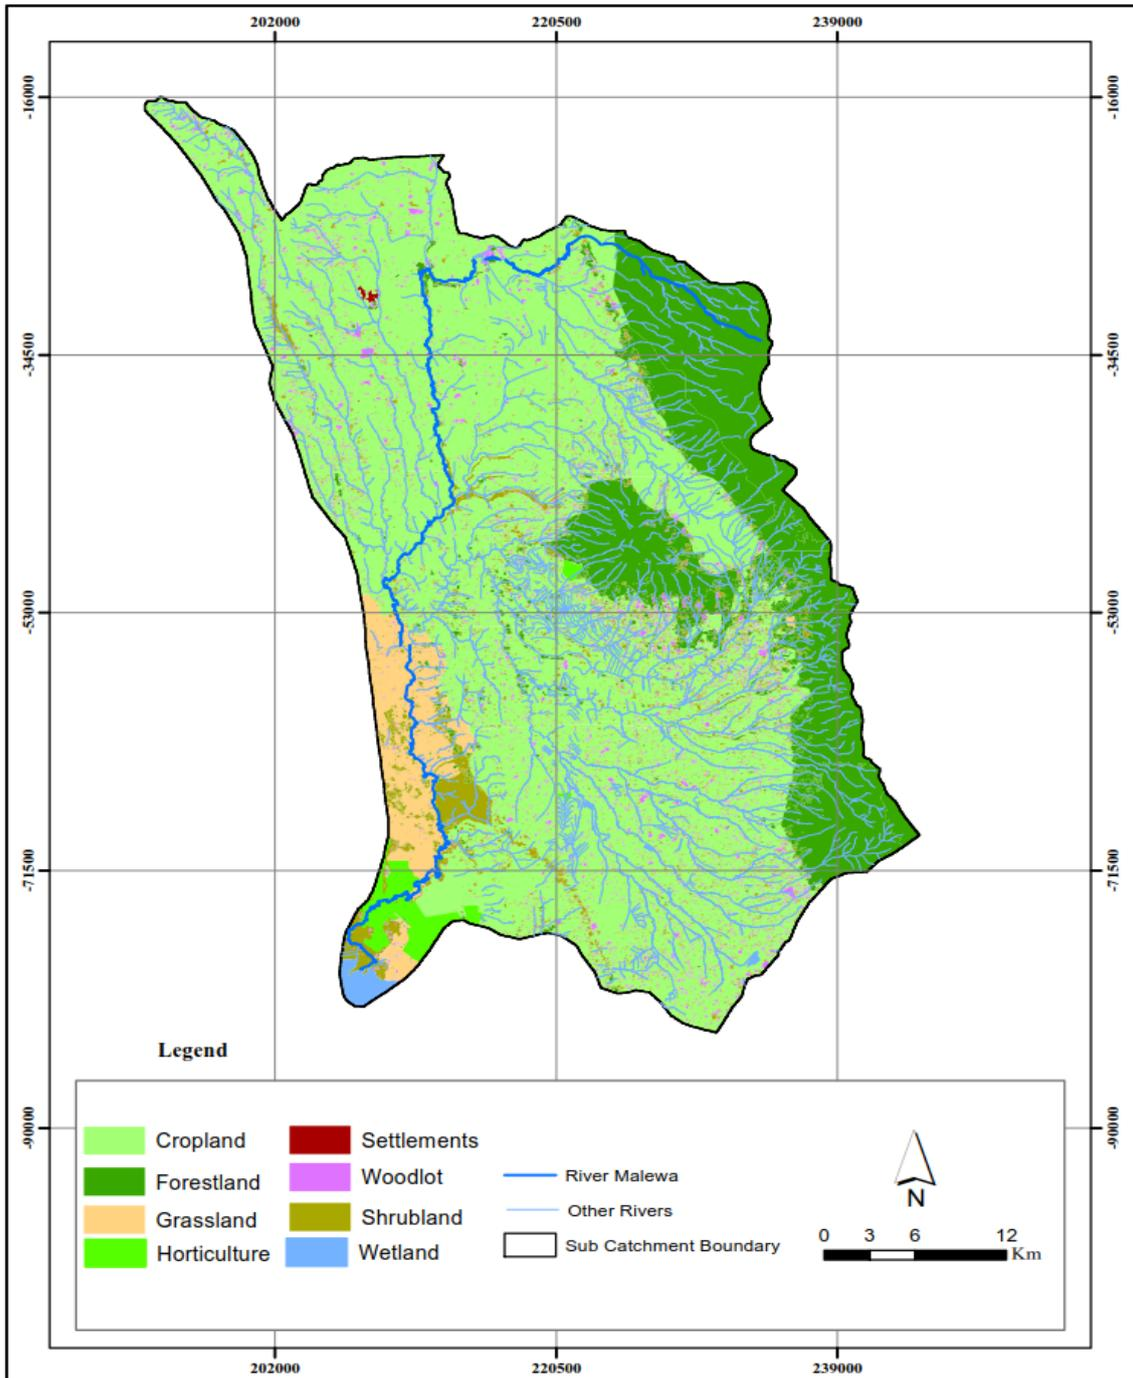 202000 220500 239000
-16000 -16000
-34500 -34500
-53000 -53000
-71500 -71500
Legend
-90000 -90000
Cropland
Forestland
Grassland
Horticulture
Settlements
Woodlot
Shrubland
Wetland
River Malewa
Other Rivers
Sub Catchment Boundary
N
0 3 6 12
Km
202000 220500 239000